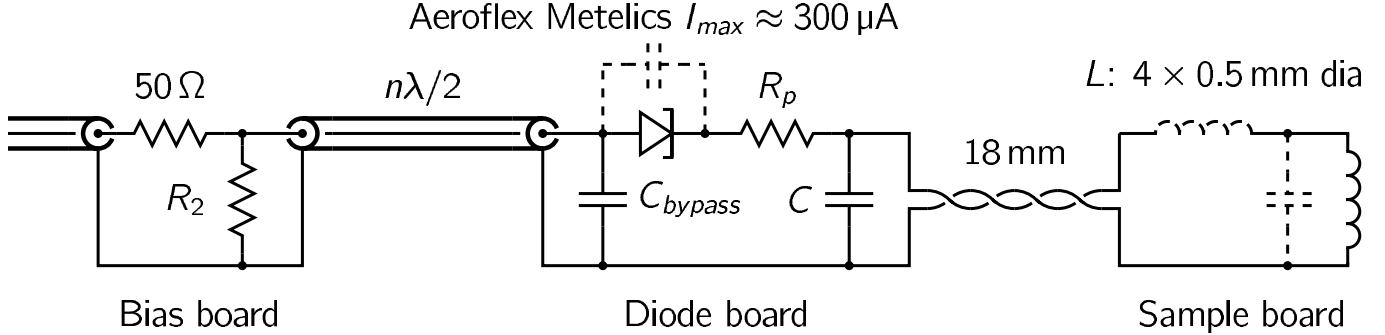 Aeroflex Metelics I_max ≈ 300 µA
50 Ω
nλ/2
R_p
L: 4 × 0.5 mm dia
18 mm
R_2
C_bypass
C
Bias board
Diode board
Sample board